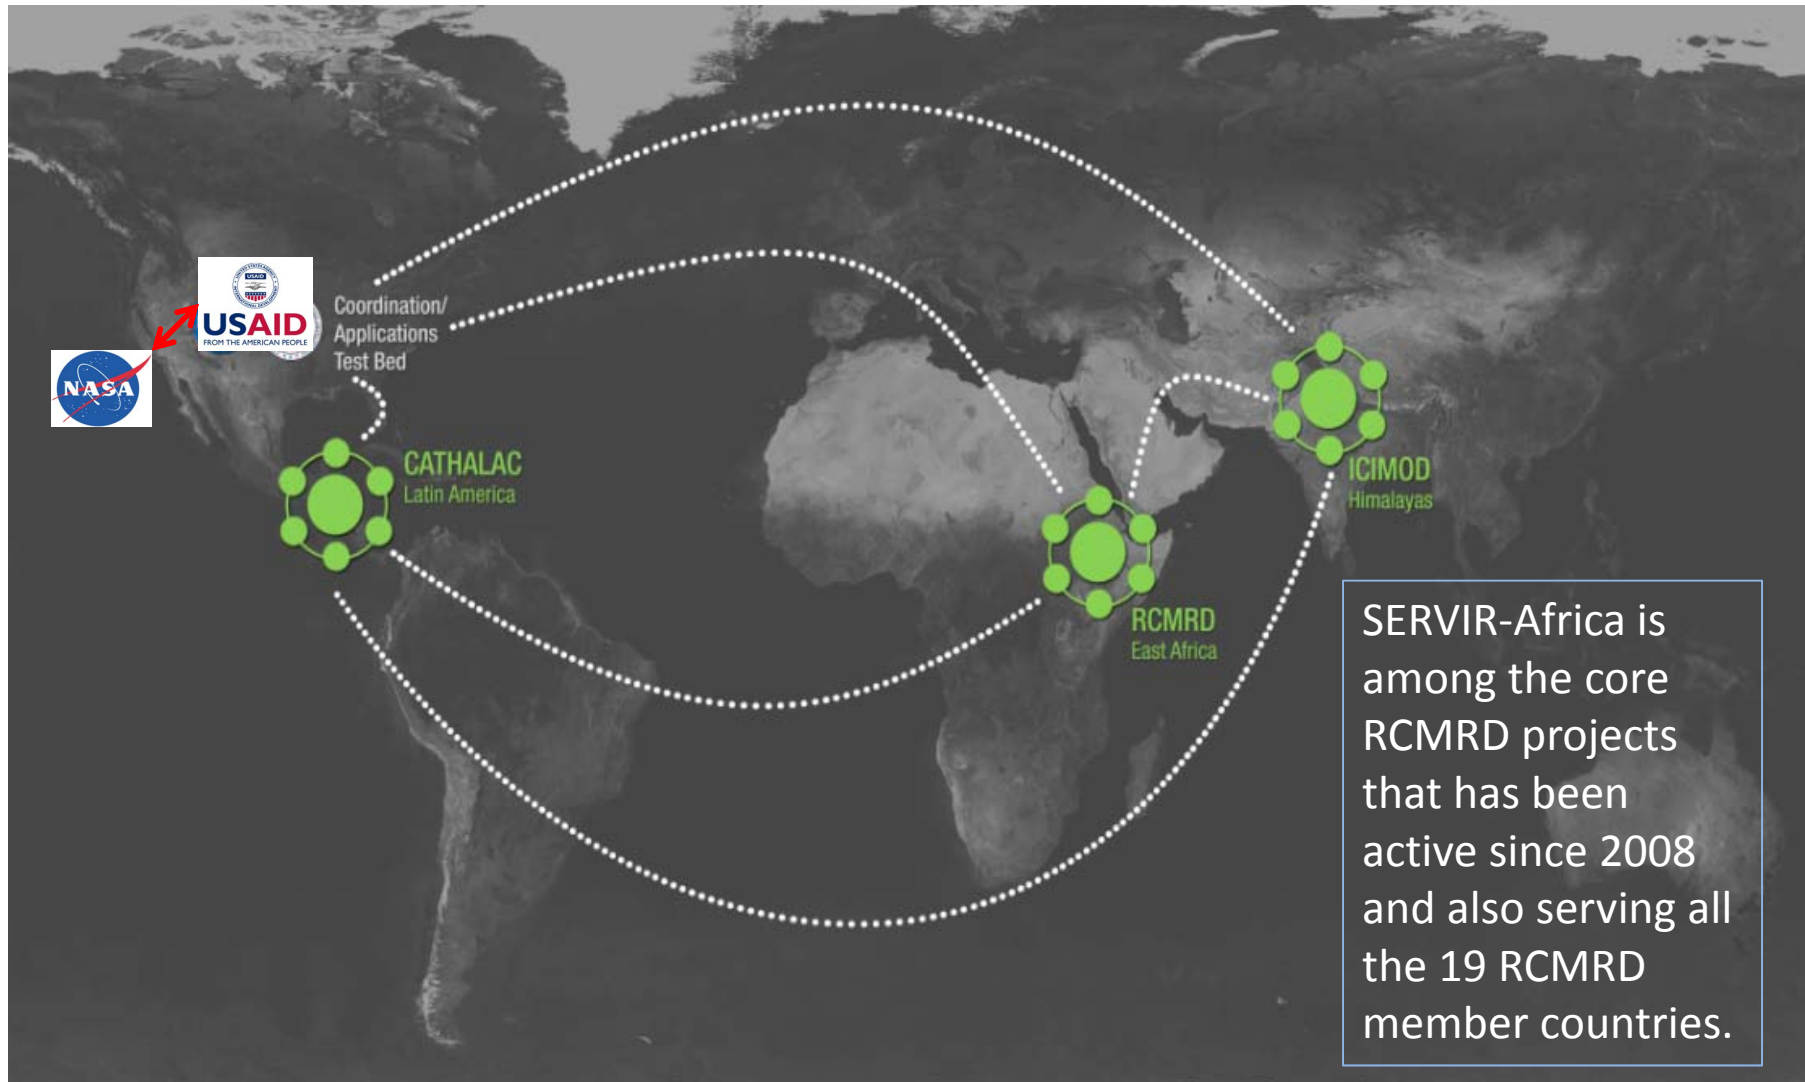 USAID
USAID
FROM THE AMERICAN PEOPLE
NASA
Coordination/
Applications
Test Bed
CATHALAC
Latin America
ICIMOD
Himalayas
RCMRD
East Africa
SERVIR-Africa is
among the core
RCMRD projects
that has been
active since 2008
and also serving all
the 19 RCMRD
member countries.